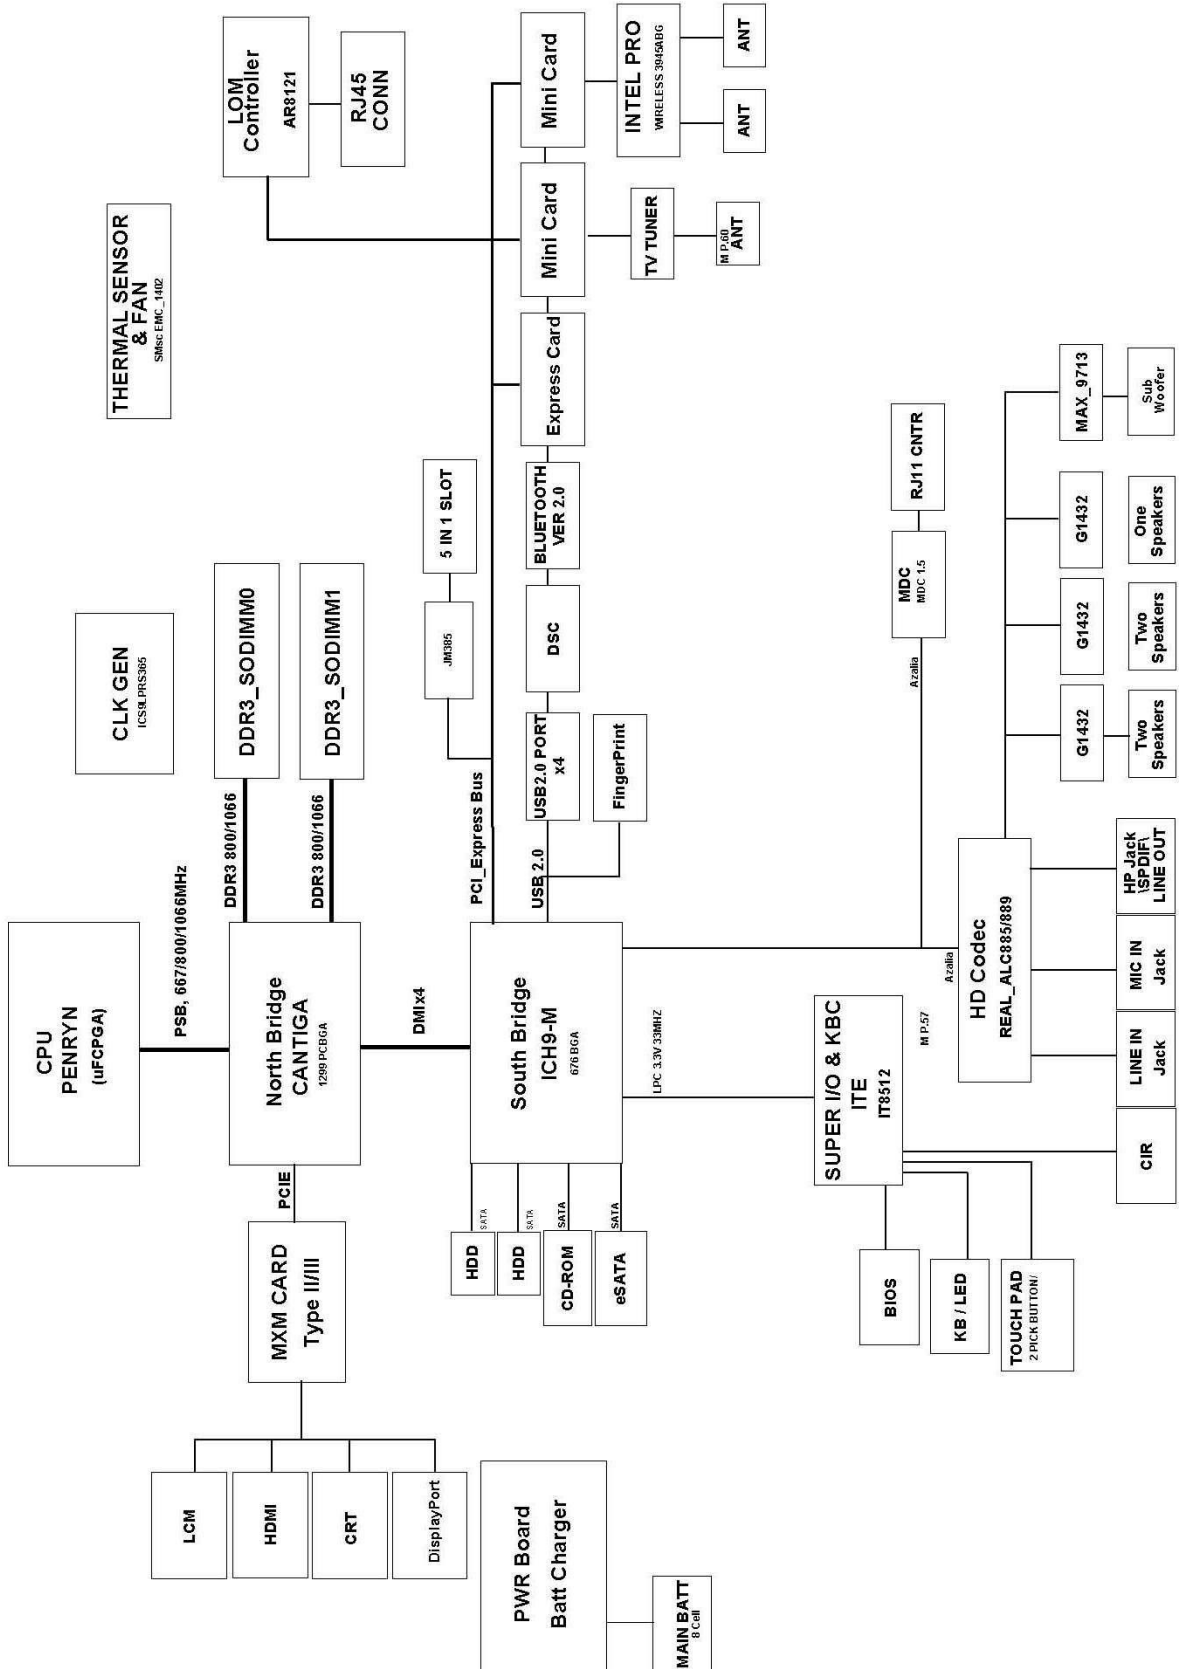 CPU
PENRYN
(uFCPGA)
PSB, 667/800/1066MHz
CLK GEN
ICS9LPRS365
THERMAL SENSOR
& FAN
SMsc EMC_1402
LOM
Controller
AR8121
RJ45
CONN
LCM
HDMI
CRT
DisplayPort
MXM CARD
Type II/III
PCIE
North Bridge
CANTIGA
1299 PCBGA
DDR3 800/1066
DDR3_SODIMM0
DDR3 800/1066
DDR3_SODIMM1
DMIx4
JM385
5 IN 1 SLOT
PCI_Express Bus
HDD
SATA
HDD
SATA
CD-ROM
SATA
eSATA
SATA
South Bridge
ICH9-M
676 BGA
USB 2.0
USB2.0 PORT
x4
DSC
BLUETOOTH
VER 2.0
Express Card
Mini Card
Mini Card
FingerPrint
TV TUNER
M P.60
ANT
INTEL PRO
WIRELESS 3945ABG
ANT
ANT
PWR Board
Batt Charger
MAIN BATT
8 Cell
LPC 3.3V 33MHZ
SUPER I/O & KBC
ITE
IT8512
BIOS
KB / LED
TOUCH PAD
2 PICK BUTTON/
CIR
M P.57
Azalia
Azalia
MDC
MDC 1.5
RJ11 CNTR
HD Codec
REAL_ALC885/889
LINE IN
Jack
MIC IN
Jack
HP Jack
\SPDIF\
LINE OUT
G1432
Two
Speakers
G1432
Two
Speakers
G1432
One
Speakers
MAX_9713
Sub
Woofer